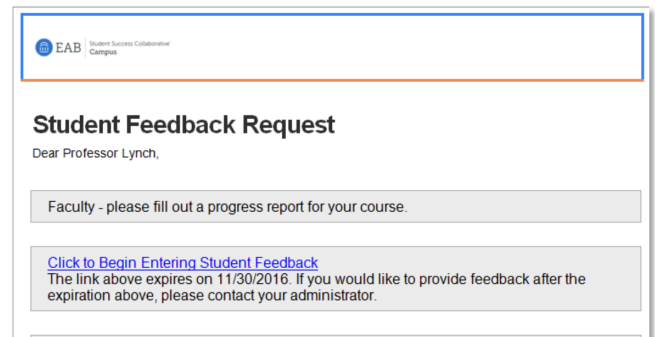 EAB Student Success Collaborative™
Campus
Student Feedback Request
Dear Professor Lynch,
Faculty - please fill out a progress report for your course.
Click to Begin Entering Student Feedback
The link above expires on 11/30/2016. If you would like to provide feedback after the
expiration above, please contact your administrator.